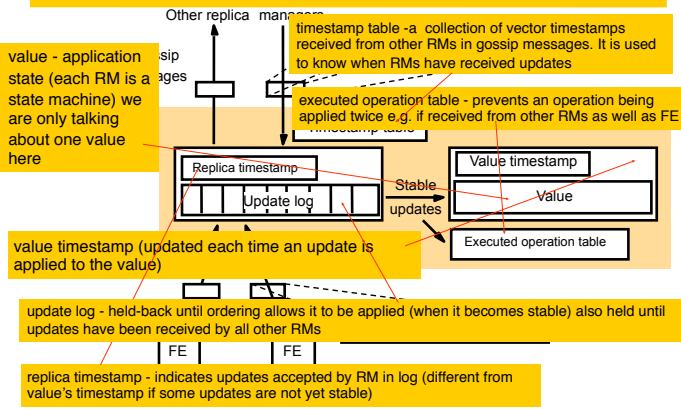 Other replica managers
timestamp table -a collection of vector timestamps
received from other RMs in gossip messages. It is used
to know when RMs have received updates
value - application
state (each RM is a
state machine) we
are only talking
about one value
here
executed operation table - prevents an operation being
applied twice e.g. if received from other RMs as well as FE
Replica timestamp
Update log
Stable
updates
Value timestamp
Value
Executed operation table
value timestamp (updated each time an update is
applied to the value)
update log - held-back until ordering allows it to be applied (when it becomes stable) also held until
updates have been received by all other RMs
FE
FE
replica timestamp - indicates updates accepted by RM in log (different from
value's timestamp if some updates are not yet stable)